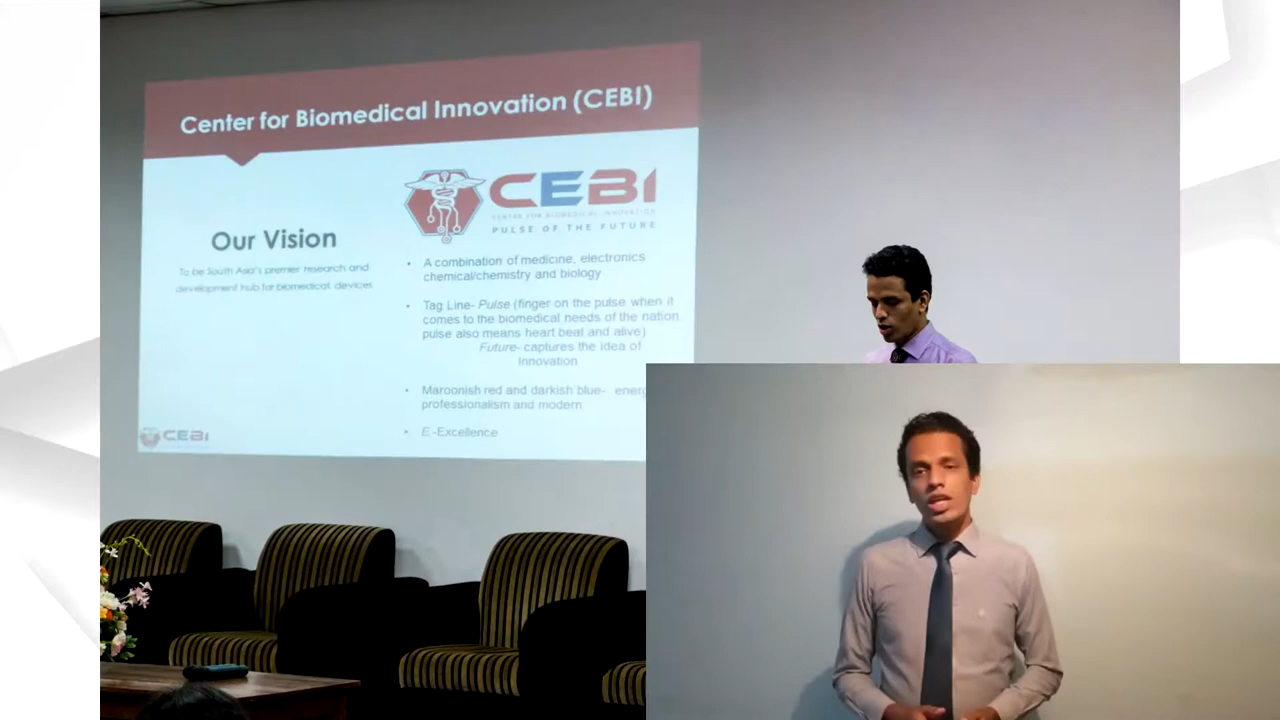 Center for Biomedical Innovation (CEBI)
CEBI
CENTRE FOR BIOMEDICAL INNOVATION
PULSE OF THE FUTURE
Our Vision
To be South Asia's premier research and
development hub for biomedical devices
• A combination of medicine, electronics
chemical/chemistry and biology
• Tag Line- Pulse (finger on the pulse when it
comes to the biomedical needs of the nation,
pulse also means heart beat and alive)
Future- captures the idea of
Innovation
• Maroonish red and darkish blue-
professionalism and modern
• E -Excellence
CEBI